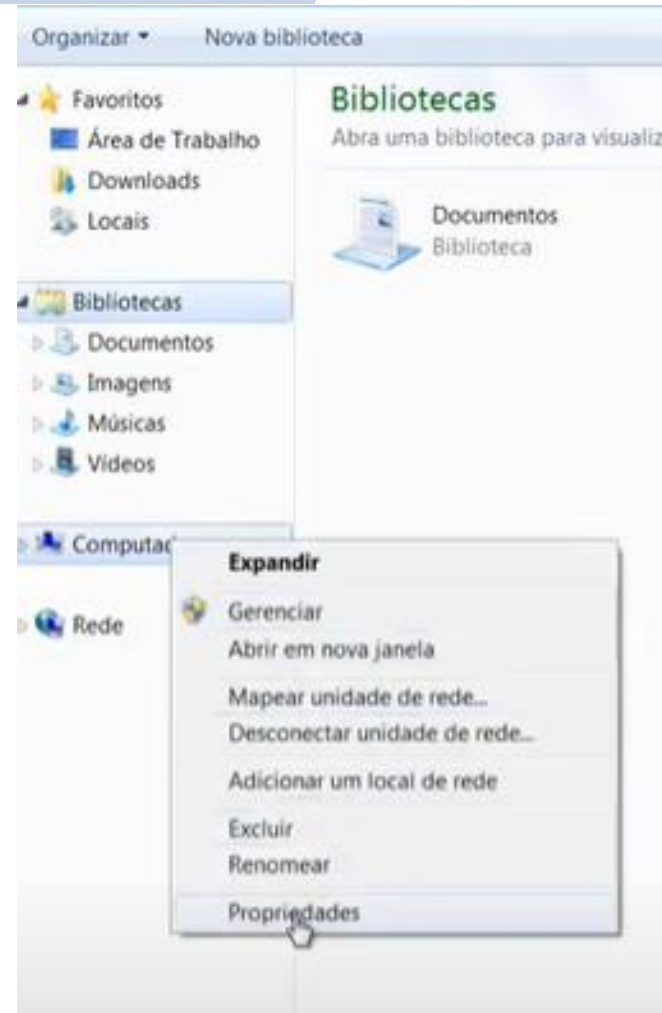 Organizar Nova biblioteca
Favoritos
Área de Trabalho
Downloads
Locais
Bibliotecas
Documentos
Imagens
Músicas
Vídeos
Computad
Rede
Bibliotecas
Abra uma biblioteca para visualiz
Documentos
Biblioteca
Expandir
Gerenciar
Abrir em nova janela
Mapear unidade de rede...
Desconectar unidade de rede...
Adicionar um local de rede
Excluir
Renomear
Propriedades